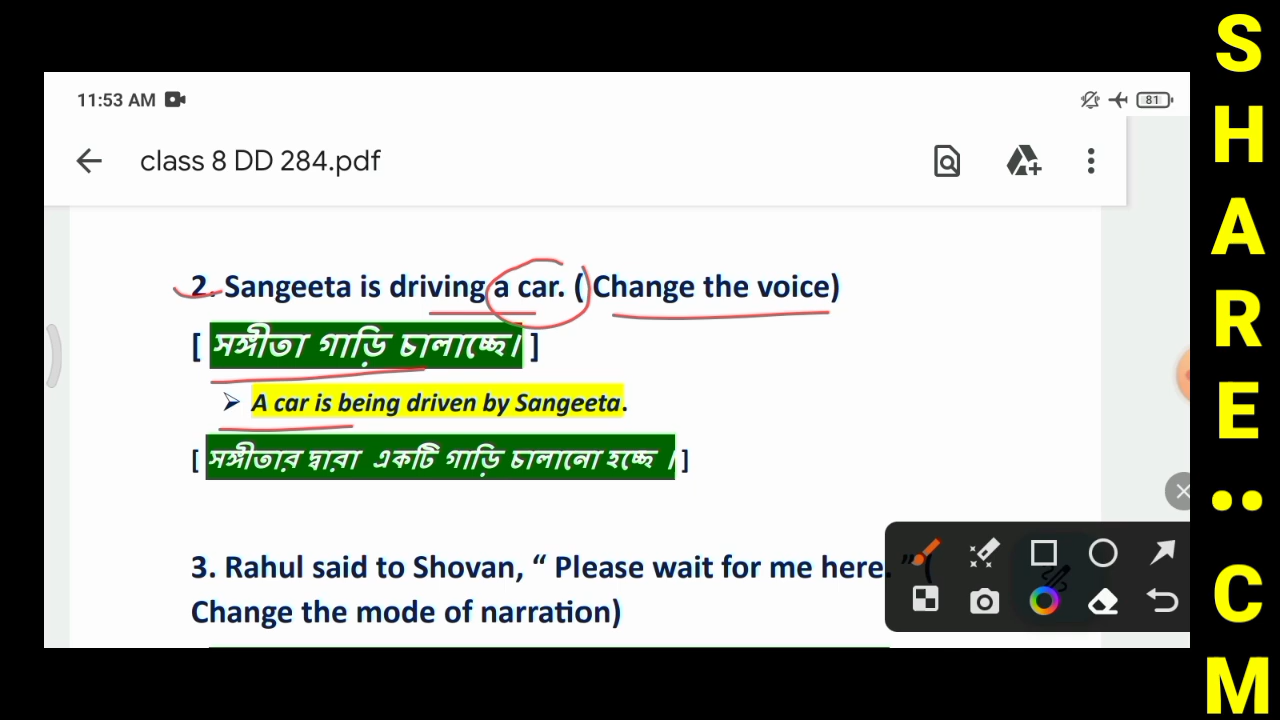 11:53 AM
81
class 8 DD 284.pdf
2. Sangeeta is driving a car. ( Change the voice)
[ সঙ্গীতা গাড়ি চালাচ্ছে। ]
➢ A car is being driven by Sangeeta.
[ সঙ্গীতার দ্বারা একটি গাড়ি চালানো হচ্ছে । ]
3. Rahul said to Shovan, “ Please wait for me here. ” (
Change the mode of narration)
SHARE••CM